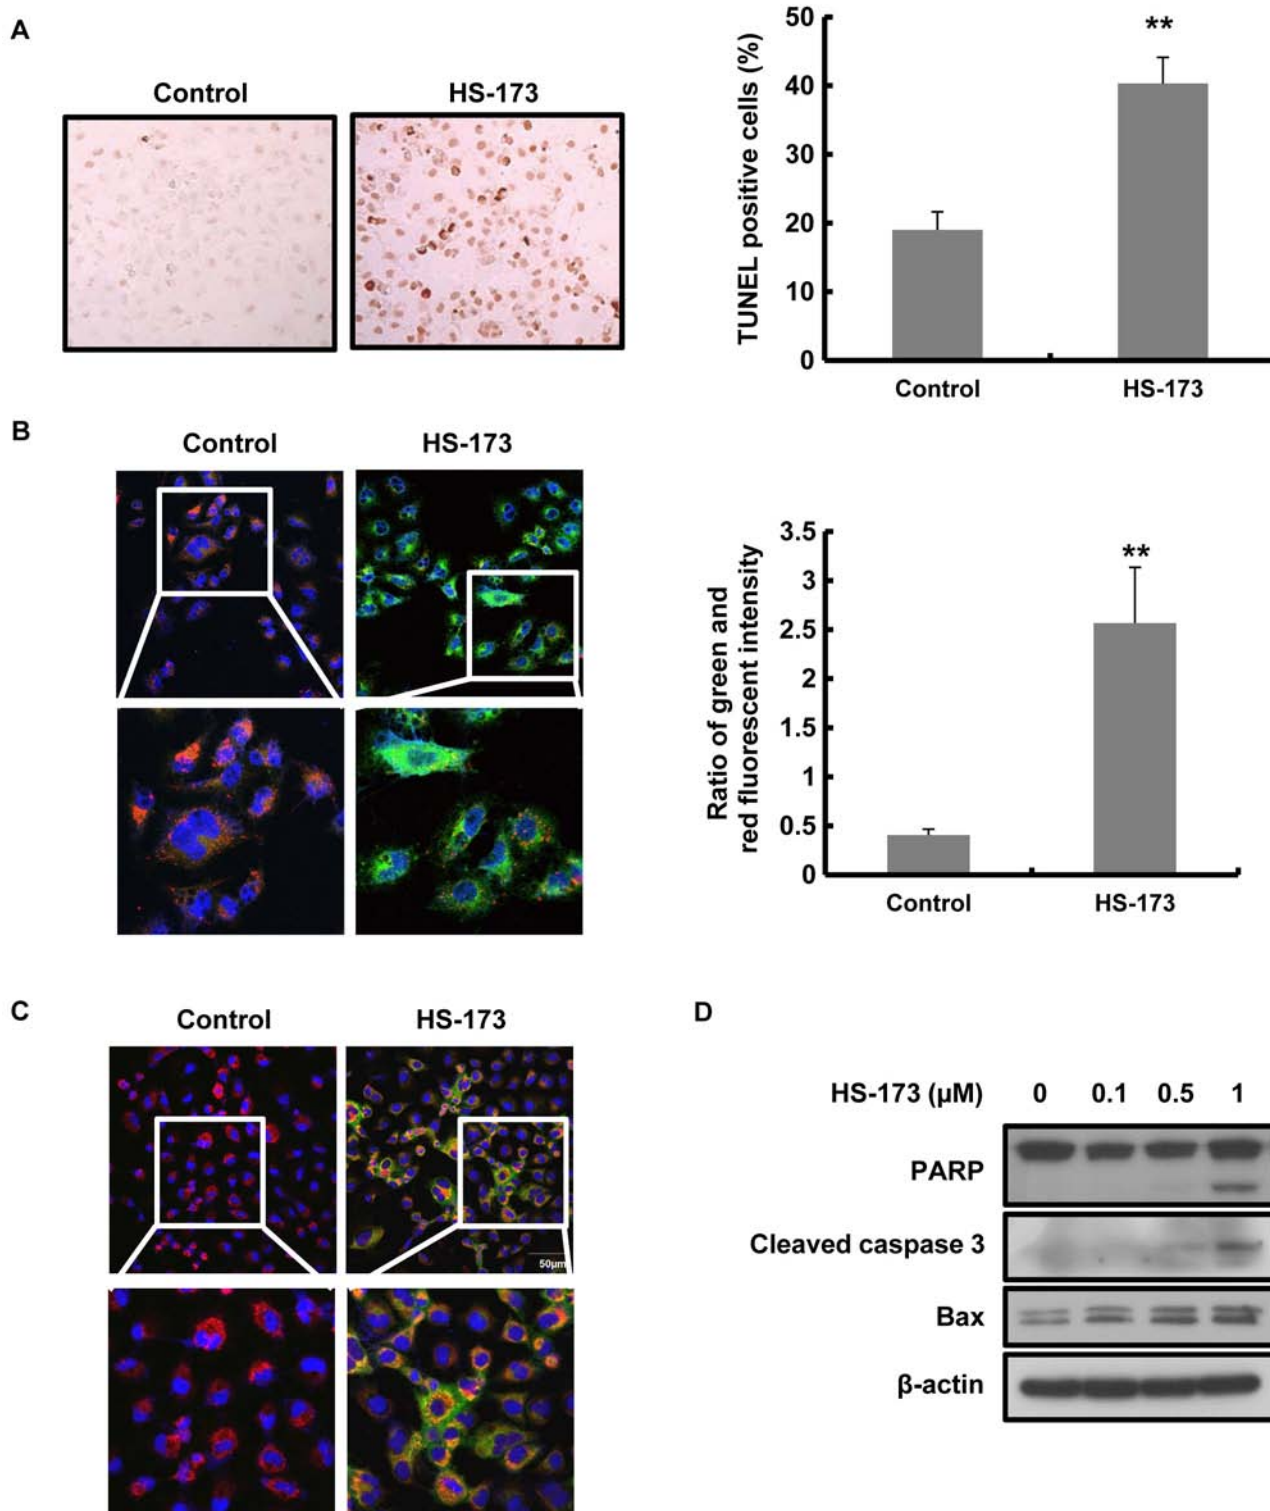 A
Control HS-173
TUNEL positive cells (%)
50
**
40
30
20
10
0
Control HS-173
B
Control HS-173
Ratio of green and
red fluorescent intensity
3.5
**
3
2.5
2
1.5
1
0.5
0
Control HS-173
C
Control HS-173
50μm
D
HS-173 (μM) 0 0.1 0.5 1
PARP
Cleaved caspase 3
Bax
β-actin